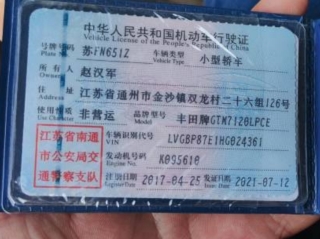 中华人民共和国机动车行驶证
Vehicle License of the People's Republic of China
号牌号码 苏FN651Z 车辆类型 小型轿车
Plate No. Vehicle Type
所有人 赵汉军
Owner
住址 江苏省通州市金沙镇双龙村二十六组126号
Address
使用性质 非营运 品牌型号 丰田牌GTM7120LPCE
Use Character Model
江苏省南通 车辆识别代号 LVGBP87E1HG024361
VIN
市公安局交 发动机号码 K095610
Engine No.
通警察支队 注册日期 2017-04-25 发证日期 2021-07-12
Register Date Issue Date